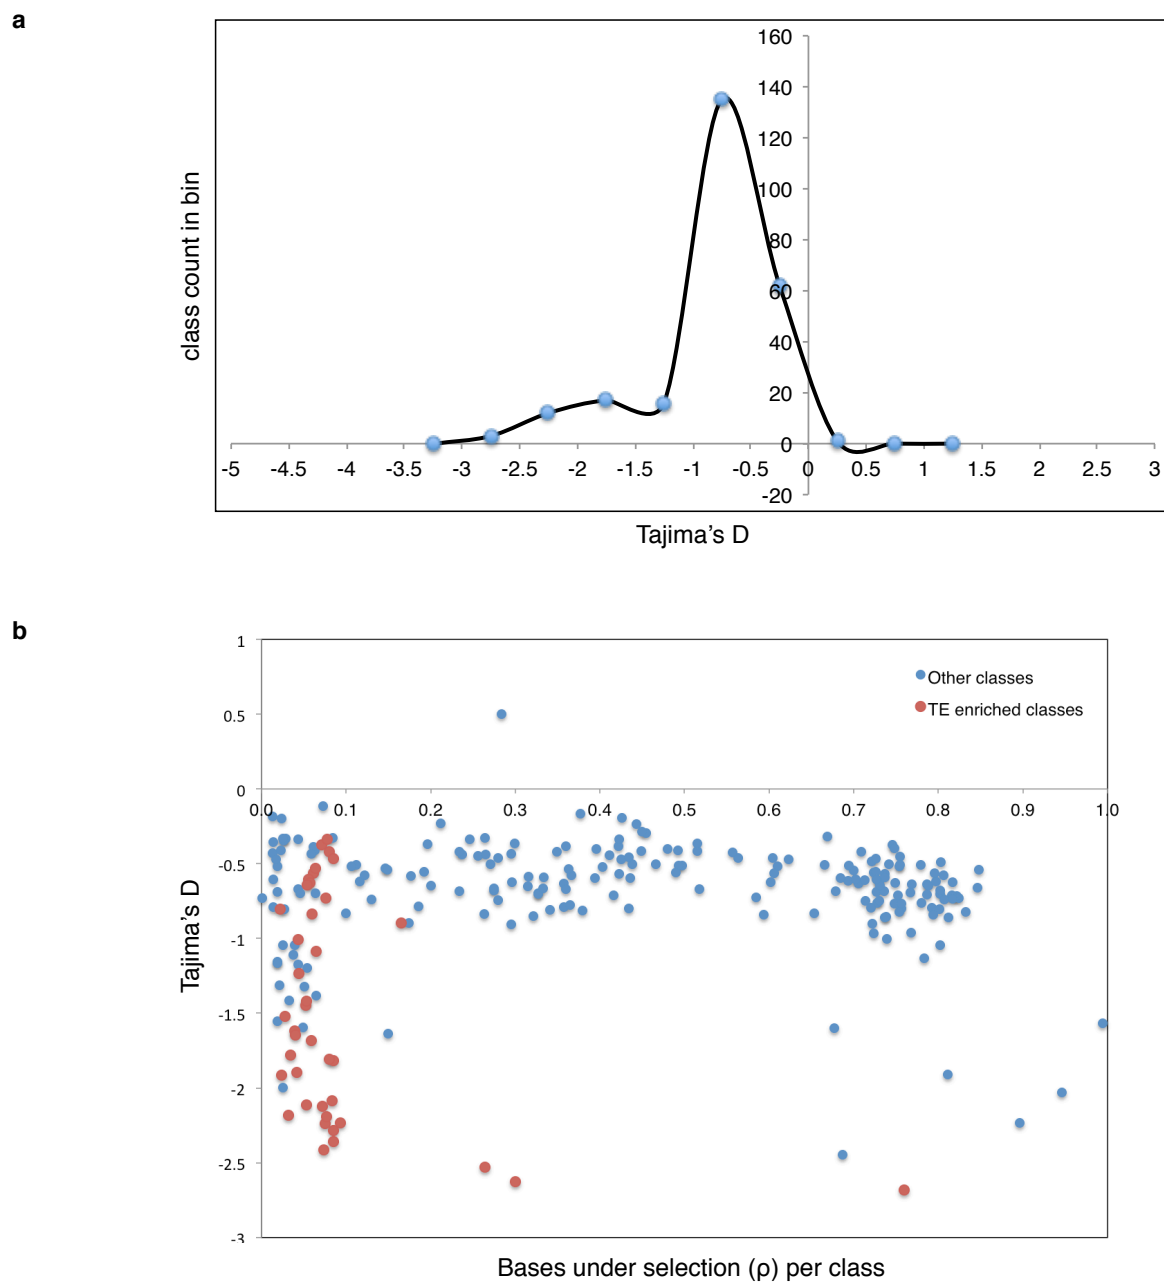 a
160
140
120
100
80
60
40
20
0
-20
-5 -4.5 -4 -3.5 -3 -2.5 -2 -1.5 -1 -0.5 0 0.5 1 1.5 2 2.5 3
class count in bin
Tajima's D
b
1
0.5
0
-0.5
-1
-1.5
-2
-2.5
-3
0.0 0.1 0.2 0.3 0.4 0.5 0.6 0.7 0.8 0.9 1.0
Other classes
TE enriched classes
Tajima's D
Bases under selection (ρ) per class